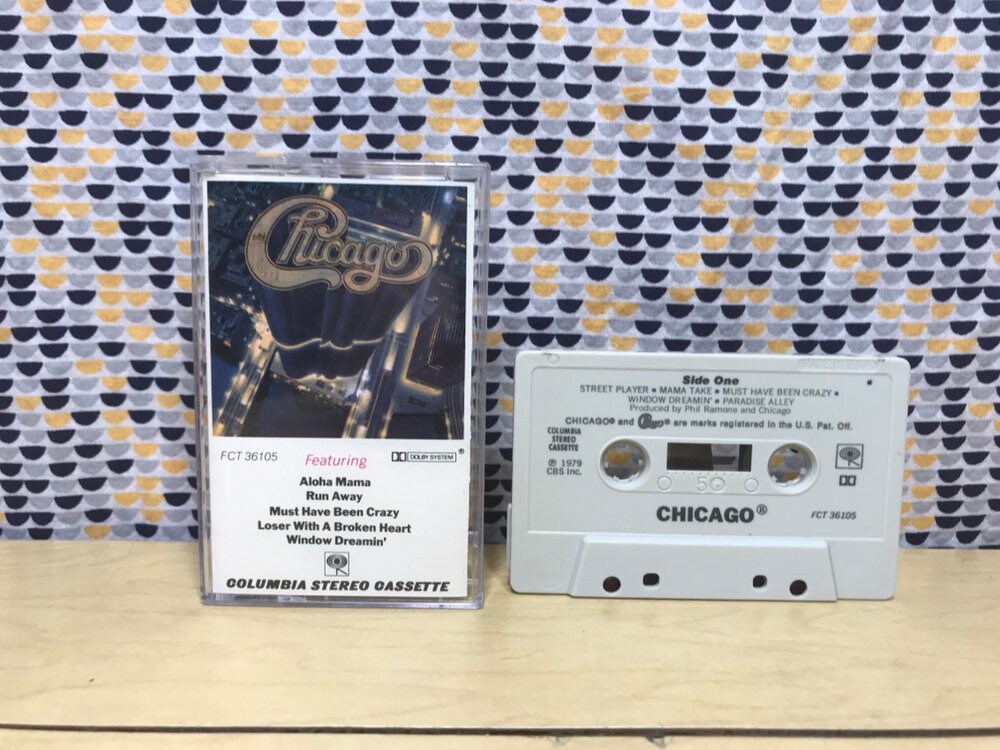 Chicago
FCT 36105 Featuring DOLBY SYSTEM®
Aloha Mama
Run Away
Must Have Been Crazy
Loser With A Broken Heart
Window Dreamin'
COLUMBIA STEREO CASSETTE
Side One
STREET PLAYER ▪ MAMA TAKE ▪ MUST HAVE BEEN CRAZY ▪
WINDOW DREAMIN' ▪ PARADISE ALLEY
Produced by Phil Ramone and Chicago
CHICAGO® and Chicago® are marks registered in the U.S. Pat. Off.
COLUMBIA
STEREO
CASSETTE
℗ 1979
CBS Inc.
50
CHICAGO®
FCT 36105